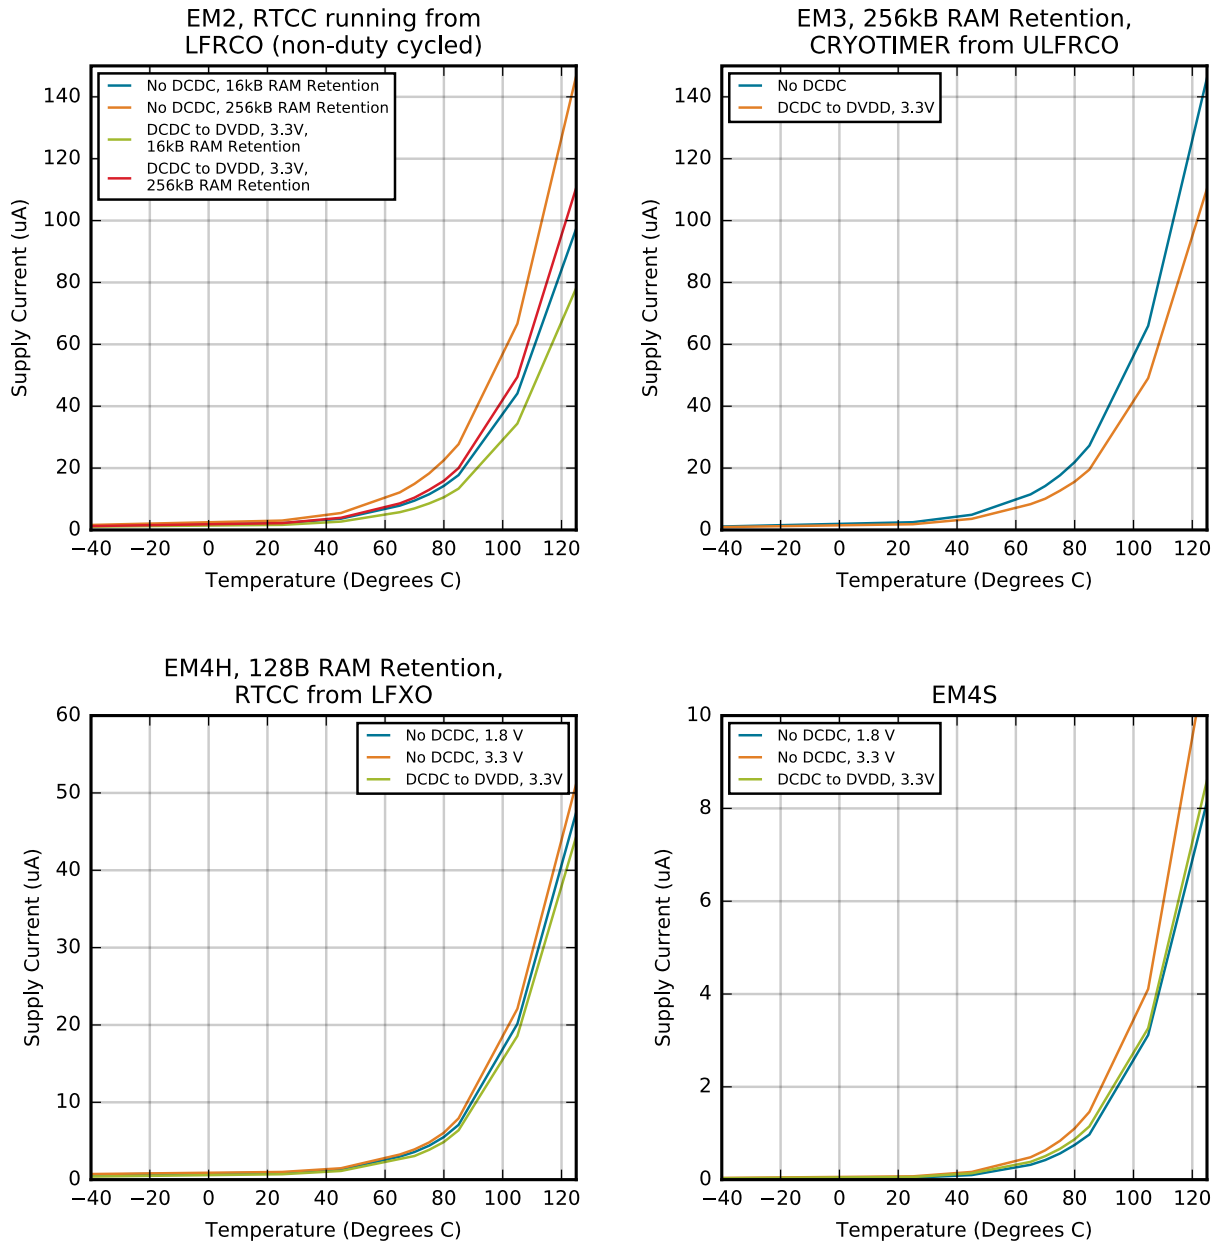 EM2, RTCC running from
LFRCO (non-duty cycled)
No DCDC, 16kB RAM Retention
No DCDC, 256kB RAM Retention
DCDC to DVDD, 3.3V,
16kB RAM Retention
DCDC to DVDD, 3.3V,
256kB RAM Retention
140
120
100
80
60
40
20
0
Supply Current (uA)
−40 −20 0 20 40 60 80 100 120
Temperature (Degrees C)
EM3, 256kB RAM Retention,
CRYOTIMER from ULFRCO
No DCDC
DCDC to DVDD, 3.3V
140
120
100
80
60
40
20
0
Supply Current (uA)
−40 −20 0 20 40 60 80 100 120
Temperature (Degrees C)
EM4H, 128B RAM Retention,
RTCC from LFXO
No DCDC, 1.8 V
No DCDC, 3.3 V
DCDC to DVDD, 3.3V
60
50
40
30
20
10
0
Supply Current (uA)
−40 −20 0 20 40 60 80 100 120
Temperature (Degrees C)
EM4S
No DCDC, 1.8 V
No DCDC, 3.3 V
DCDC to DVDD, 3.3V
10
8
6
4
2
0
Supply Current (uA)
−40 −20 0 20 40 60 80 100 120
Temperature (Degrees C)